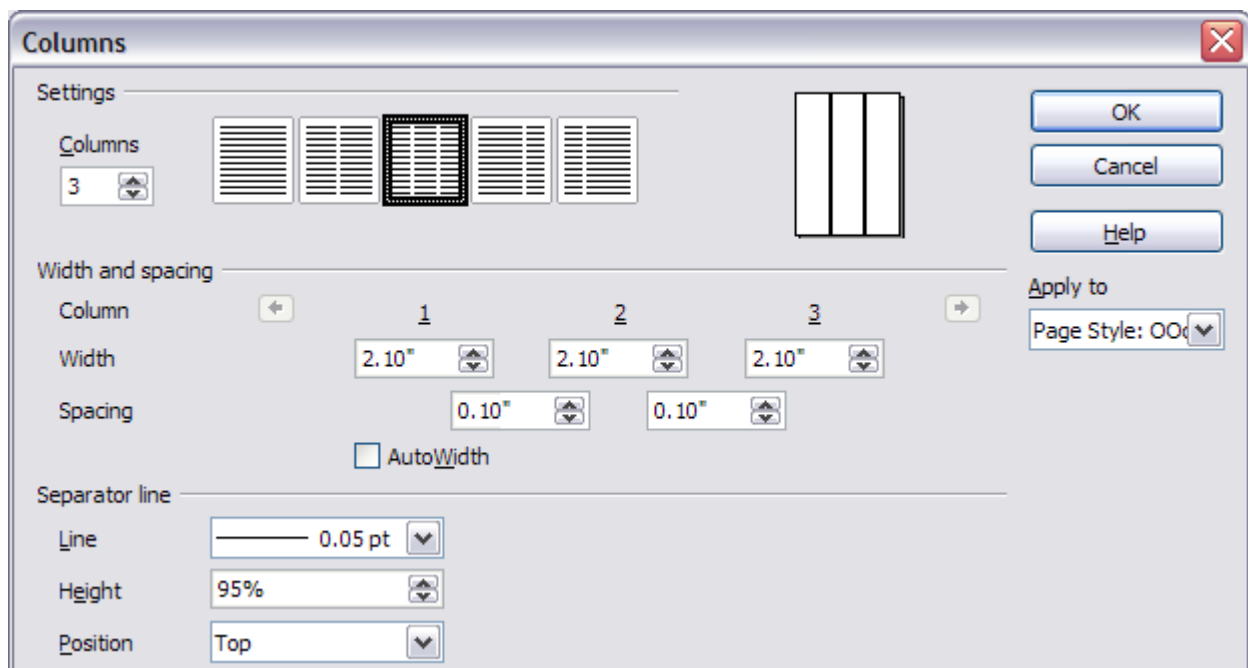 Columns
Settings
Columns
3
OK
Cancel
Help
Width and spacing
Apply to
Column 1 2 3
Page Style: OOo
Width 2.10" 2.10" 2.10"
Spacing 0.10" 0.10"
AutoWidth
Separator line
Line 0.05 pt
Height 95%
Position Top